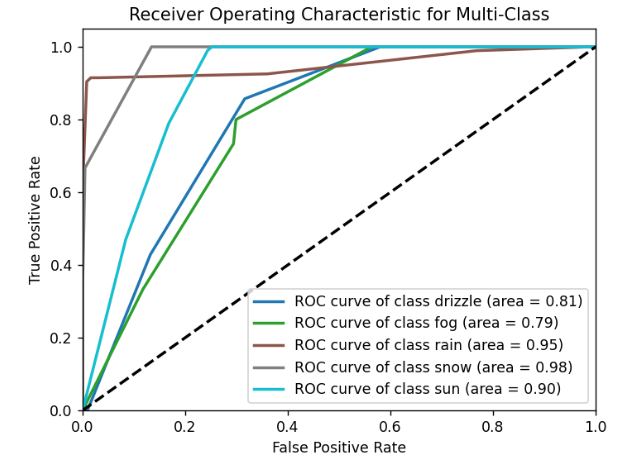 Receiver Operating Characteristic for Multi-Class
1.0
0.8
0.6
0.4
0.2
0.0
True Positive Rate
ROC curve of class drizzle (area = 0.81)
ROC curve of class fog (area = 0.79)
ROC curve of class rain (area = 0.95)
ROC curve of class snow (area = 0.98)
ROC curve of class sun (area = 0.90)
0.0 0.2 0.4 0.6 0.8 1.0
False Positive Rate